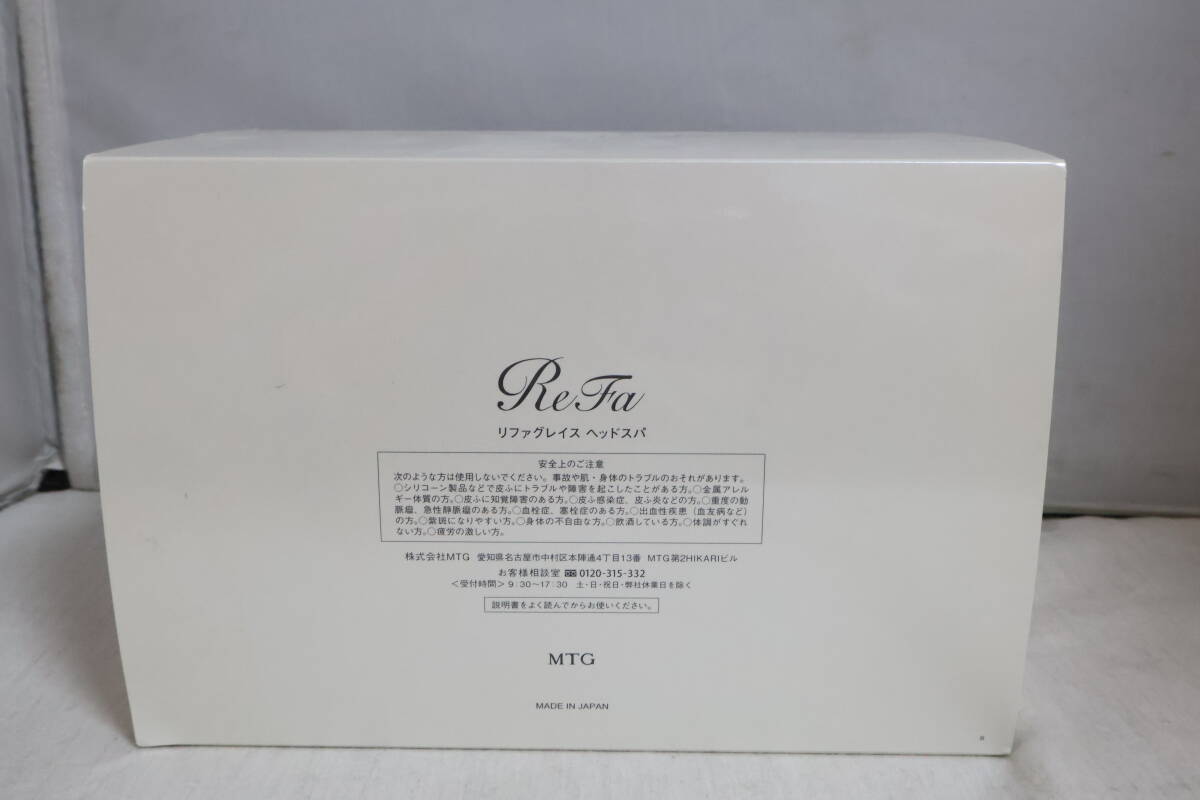 ReFa
リファグレイス ヘッドスパ
安全上のご注意
次のような方は使用しないでください。事故や肌・身体のトラブルのおそれがあります。
○シリコーン製品などで皮ふにトラブルや障害を起こしたことがある方。○金属アレル
ギー体質の方。○皮ふに知覚障害のある方。○皮ふ感染症、皮ふ炎などの方。○重度の動
脈瘤、急性静脈瘤のある方。○血栓症、塞栓症のある方。○出血性疾患（血友病など）
の方。○紫斑になりやすい方。○身体の不自由な方。○飲酒している方。○体調がすぐれ
ない方。○疲労の激しい方。
株式会社MTG 愛知県名古屋市中村区本陣通4丁目13番 MTG第2HIKARIビル
お客様相談室 0120-315-332
＜受付時間＞9：30～17：30 土・日・祝日・弊社休業日を除く
説明書をよく読んでからお使いください。
MTG
MADE IN JAPAN